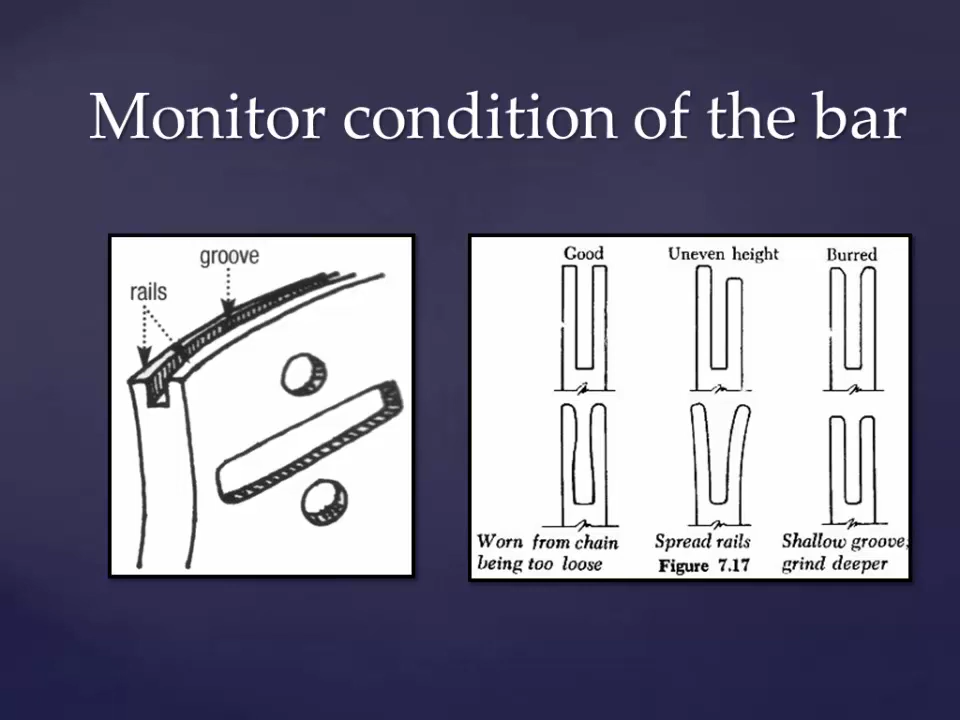 Monitor condition of the bar
groove
rails
Good
Uneven height
Burred
Worn from chain
being too loose
Spread rails
Figure 7.17
Shallow groove;
grind deeper